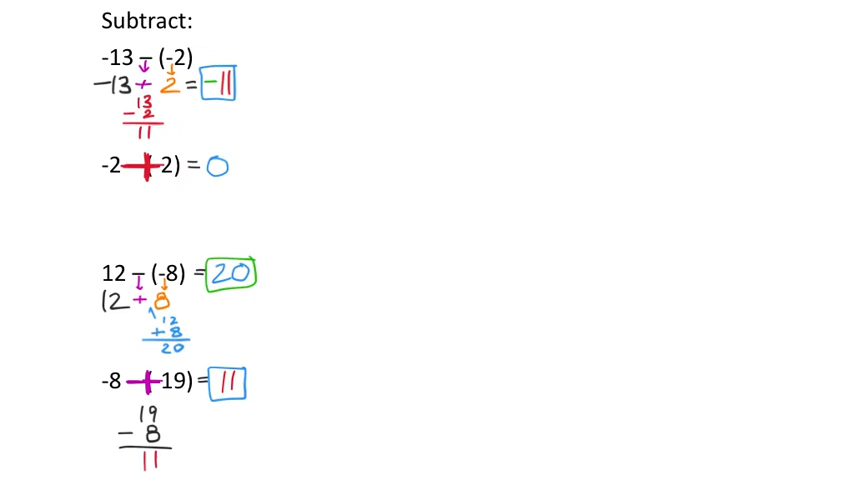 Subtract:
-13 – (-2)
-13 + 2 = -11
13
- 2
11
-2 + 2) = 0
12 – (-8) = 20
12 + 8
12
+ 8
20
-8 + 19) = 11
19
- 8
11